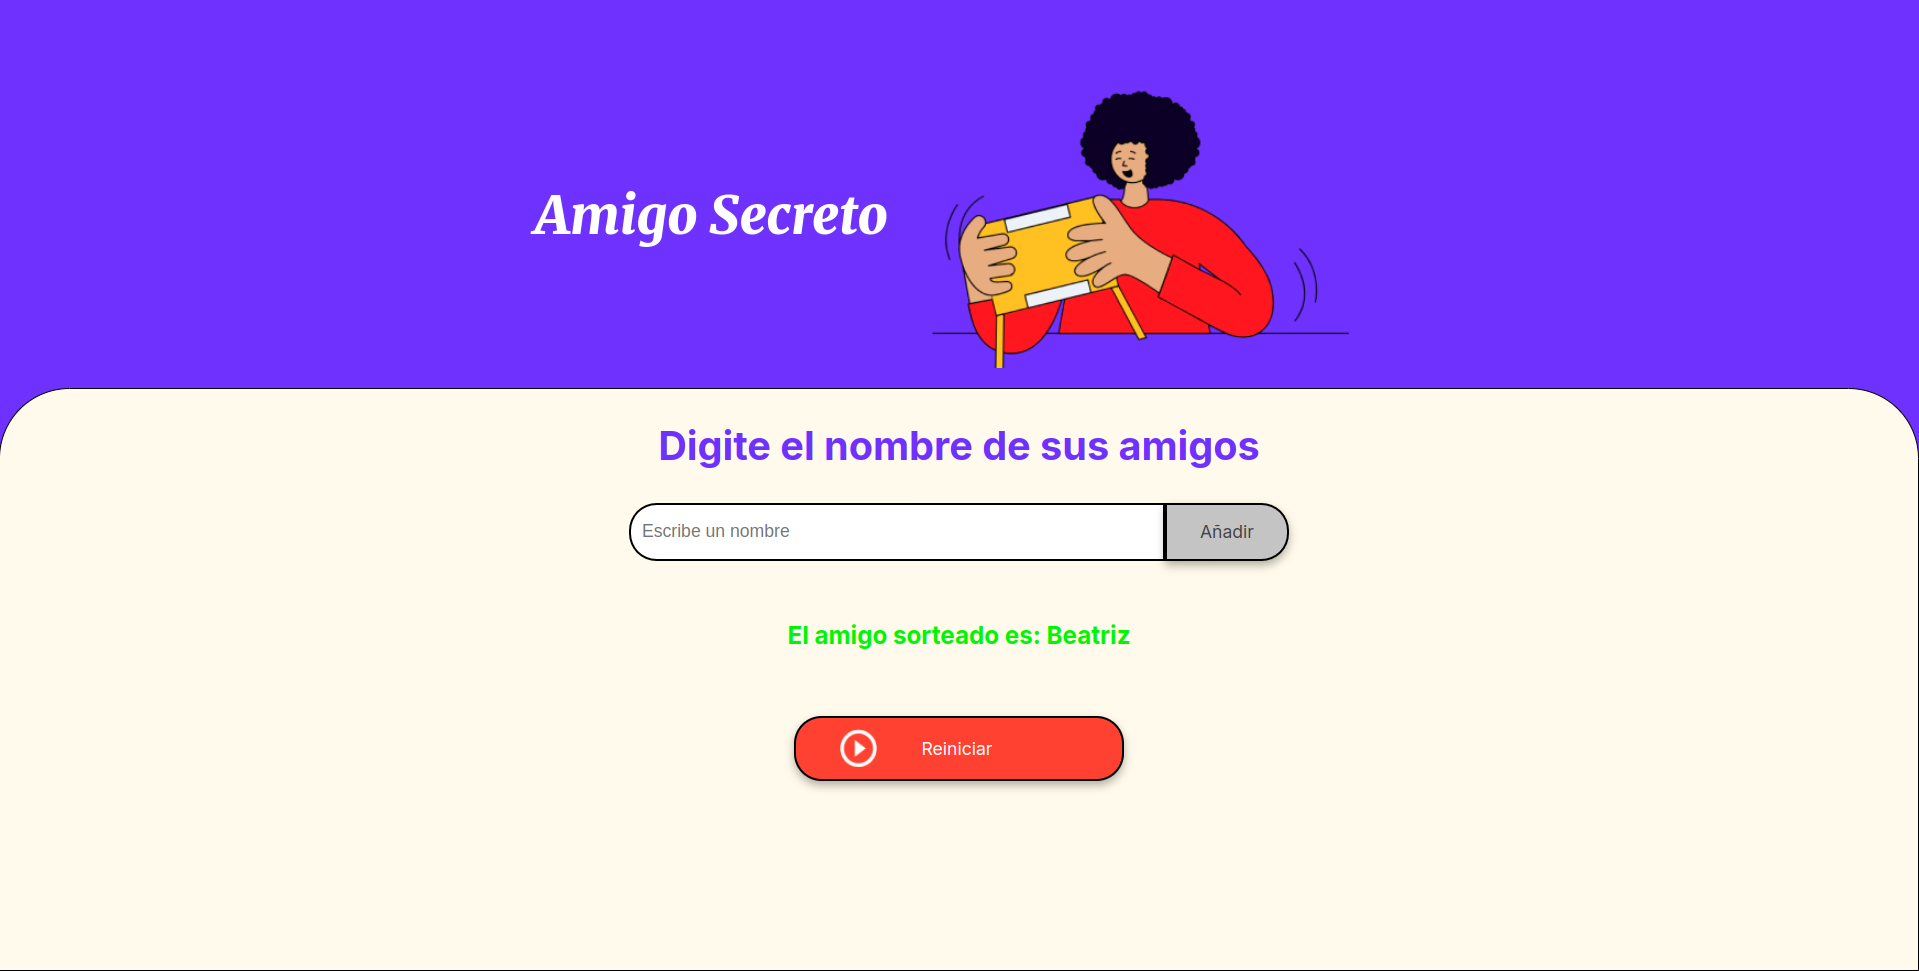 Amigo Secreto
Digite el nombre de sus amigos
Escribe un nombre
Añadir
El amigo sorteado es: Beatriz
Reiniciar